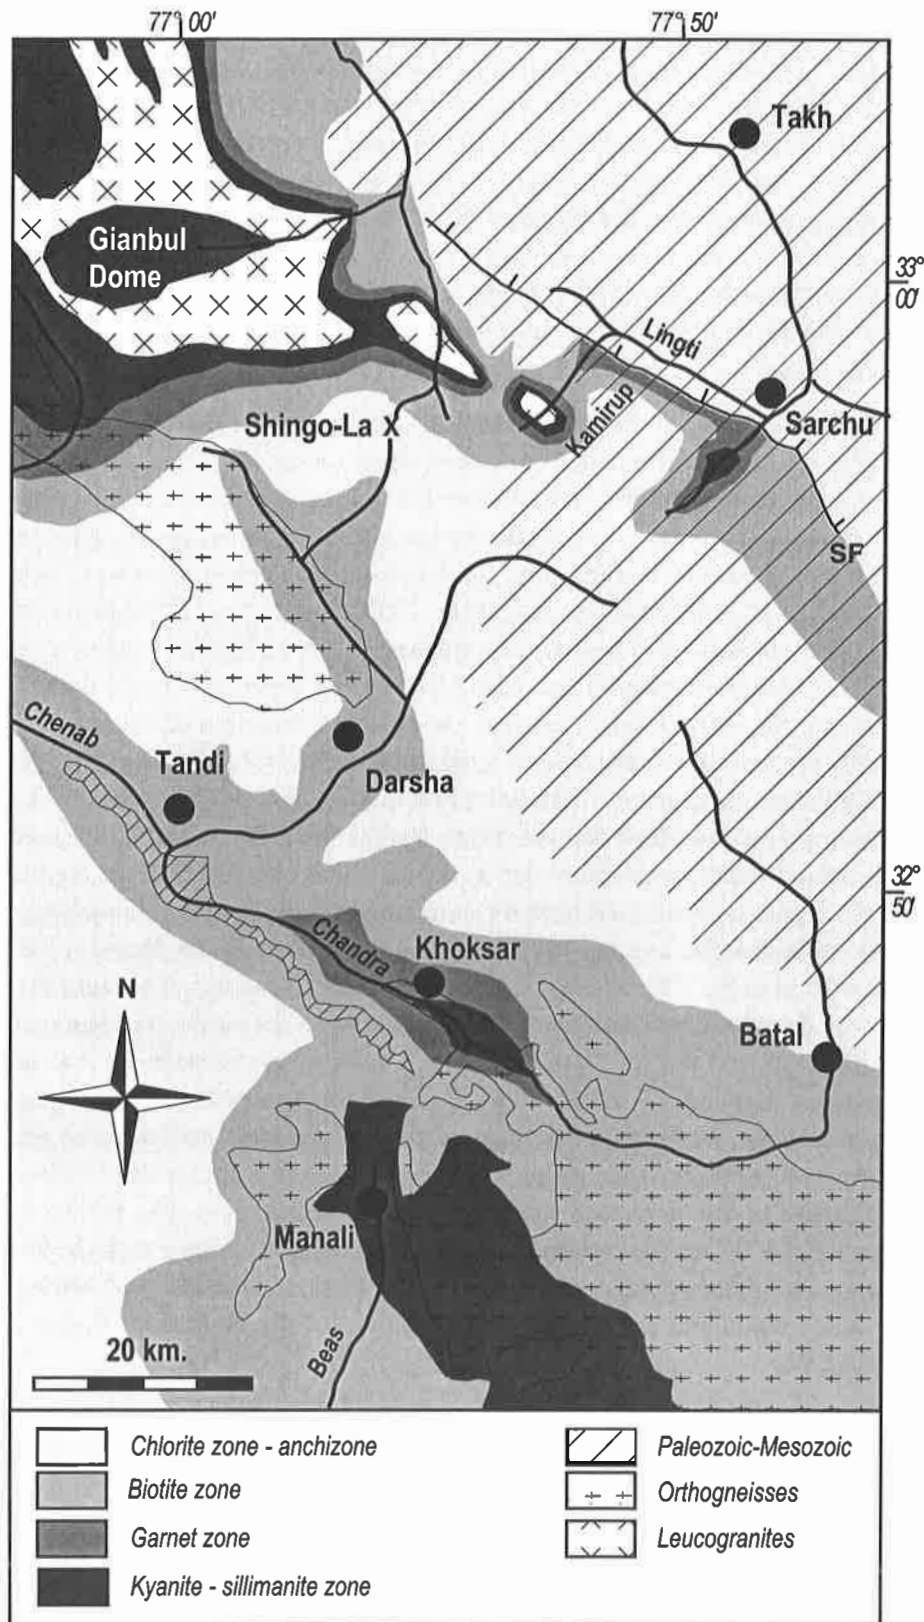 77° 00'
77° 50'
Takh
Gianbul
Dome
33°
00'
Lingti
Shingo-La X
Kamirup
Sarchu
SF
Chenab
Tandi
Darsha
32°
50'
Chandra
Khoksar
N
Batal
Manali
Beas
20 km.
Chlorite zone - anchizone
Biotite zone
Garnet zone
Kyanite - sillimanite zone
Paleozoic-Mesozoic
Orthogneisses
Leucogranites